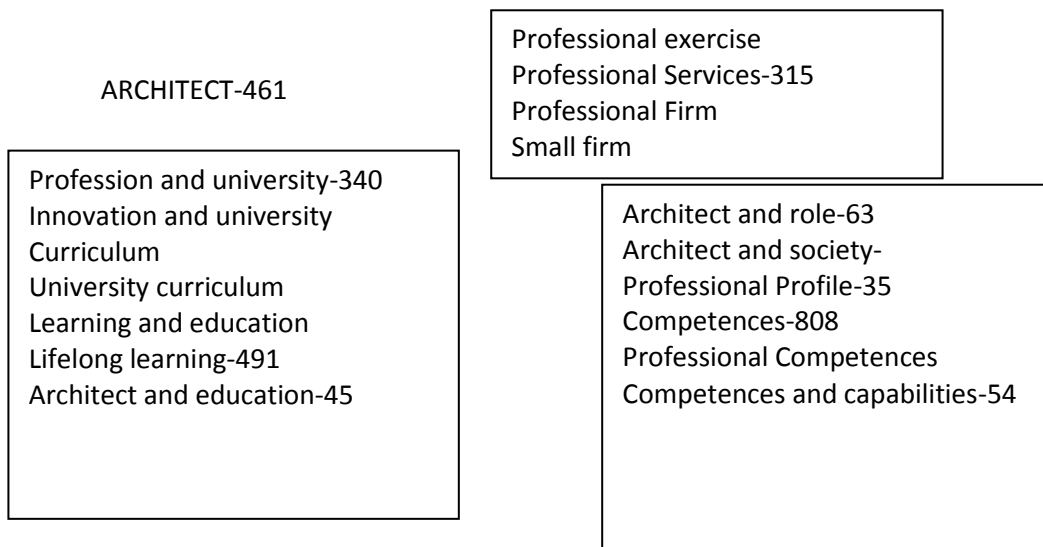 ARCHITECT-461
Professional exercise
Professional Services-315
Professional Firm
Small firm
Profession and university-340
Innovation and university
Curriculum
University curriculum
Learning and education
Lifelong learning-491
Architect and education-45
Architect and role-63
Architect and society-
Professional Profile-35
Competences-808
Professional Competences
Competences and capabilities-54